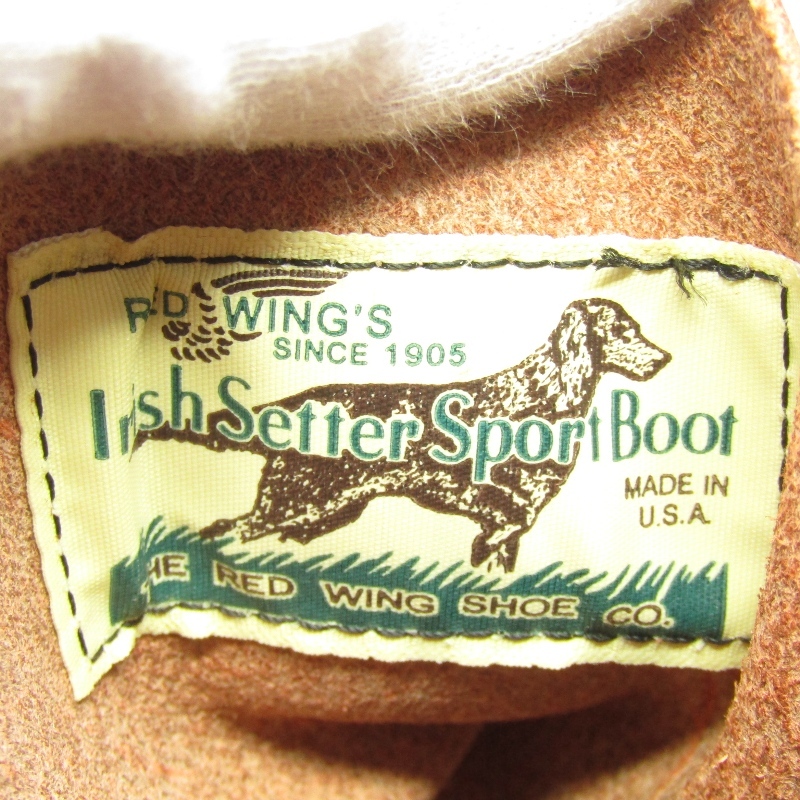 RED WING'S
SINCE 1905
Irish Setter Sport Boot
MADE IN
U.S.A.
THE RED WING SHOE CO.